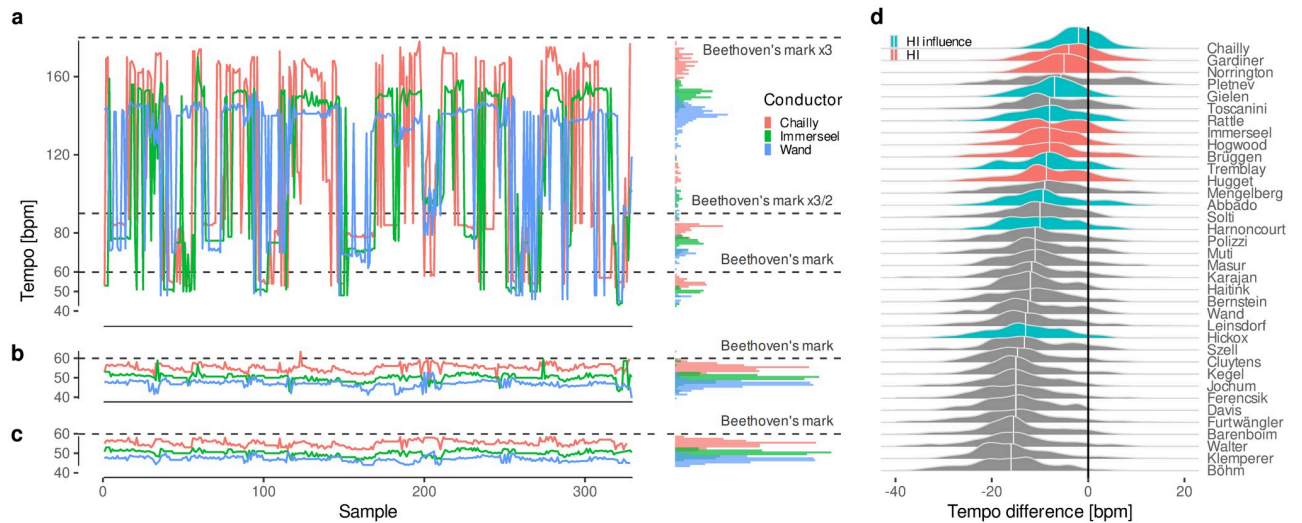 a
Tempo [bpm]
160
120
80
60
50
40
Beethoven's mark x3
Conductor
Chailly
Immerseel
Wand
Beethoven's mark x3/2
Beethoven's mark
b
60
50
40
Beethoven's mark
c
60
50
40
Beethoven's mark
0
100
200
300
Sample
d
HI influence
HI
Chailly
Gardiner
Norrington
Pletnev
Gielen
Toscanini
Rattle
Immerseel
Hogwood
Brüggen
Tremblay
Hugget
Mengelberg
Abbado
Solti
Harnoncourt
Polizzi
Muti
Masur
Karajan
Haitink
Bernstein
Wand
Leinsdorf
Hickox
Szell
Cluytens
Kegel
Jochum
Ferencsik
Davis
Furtwängler
Barenboim
Walter
Klemperer
Böhm
-40
-20
0
20
Tempo difference [bpm]